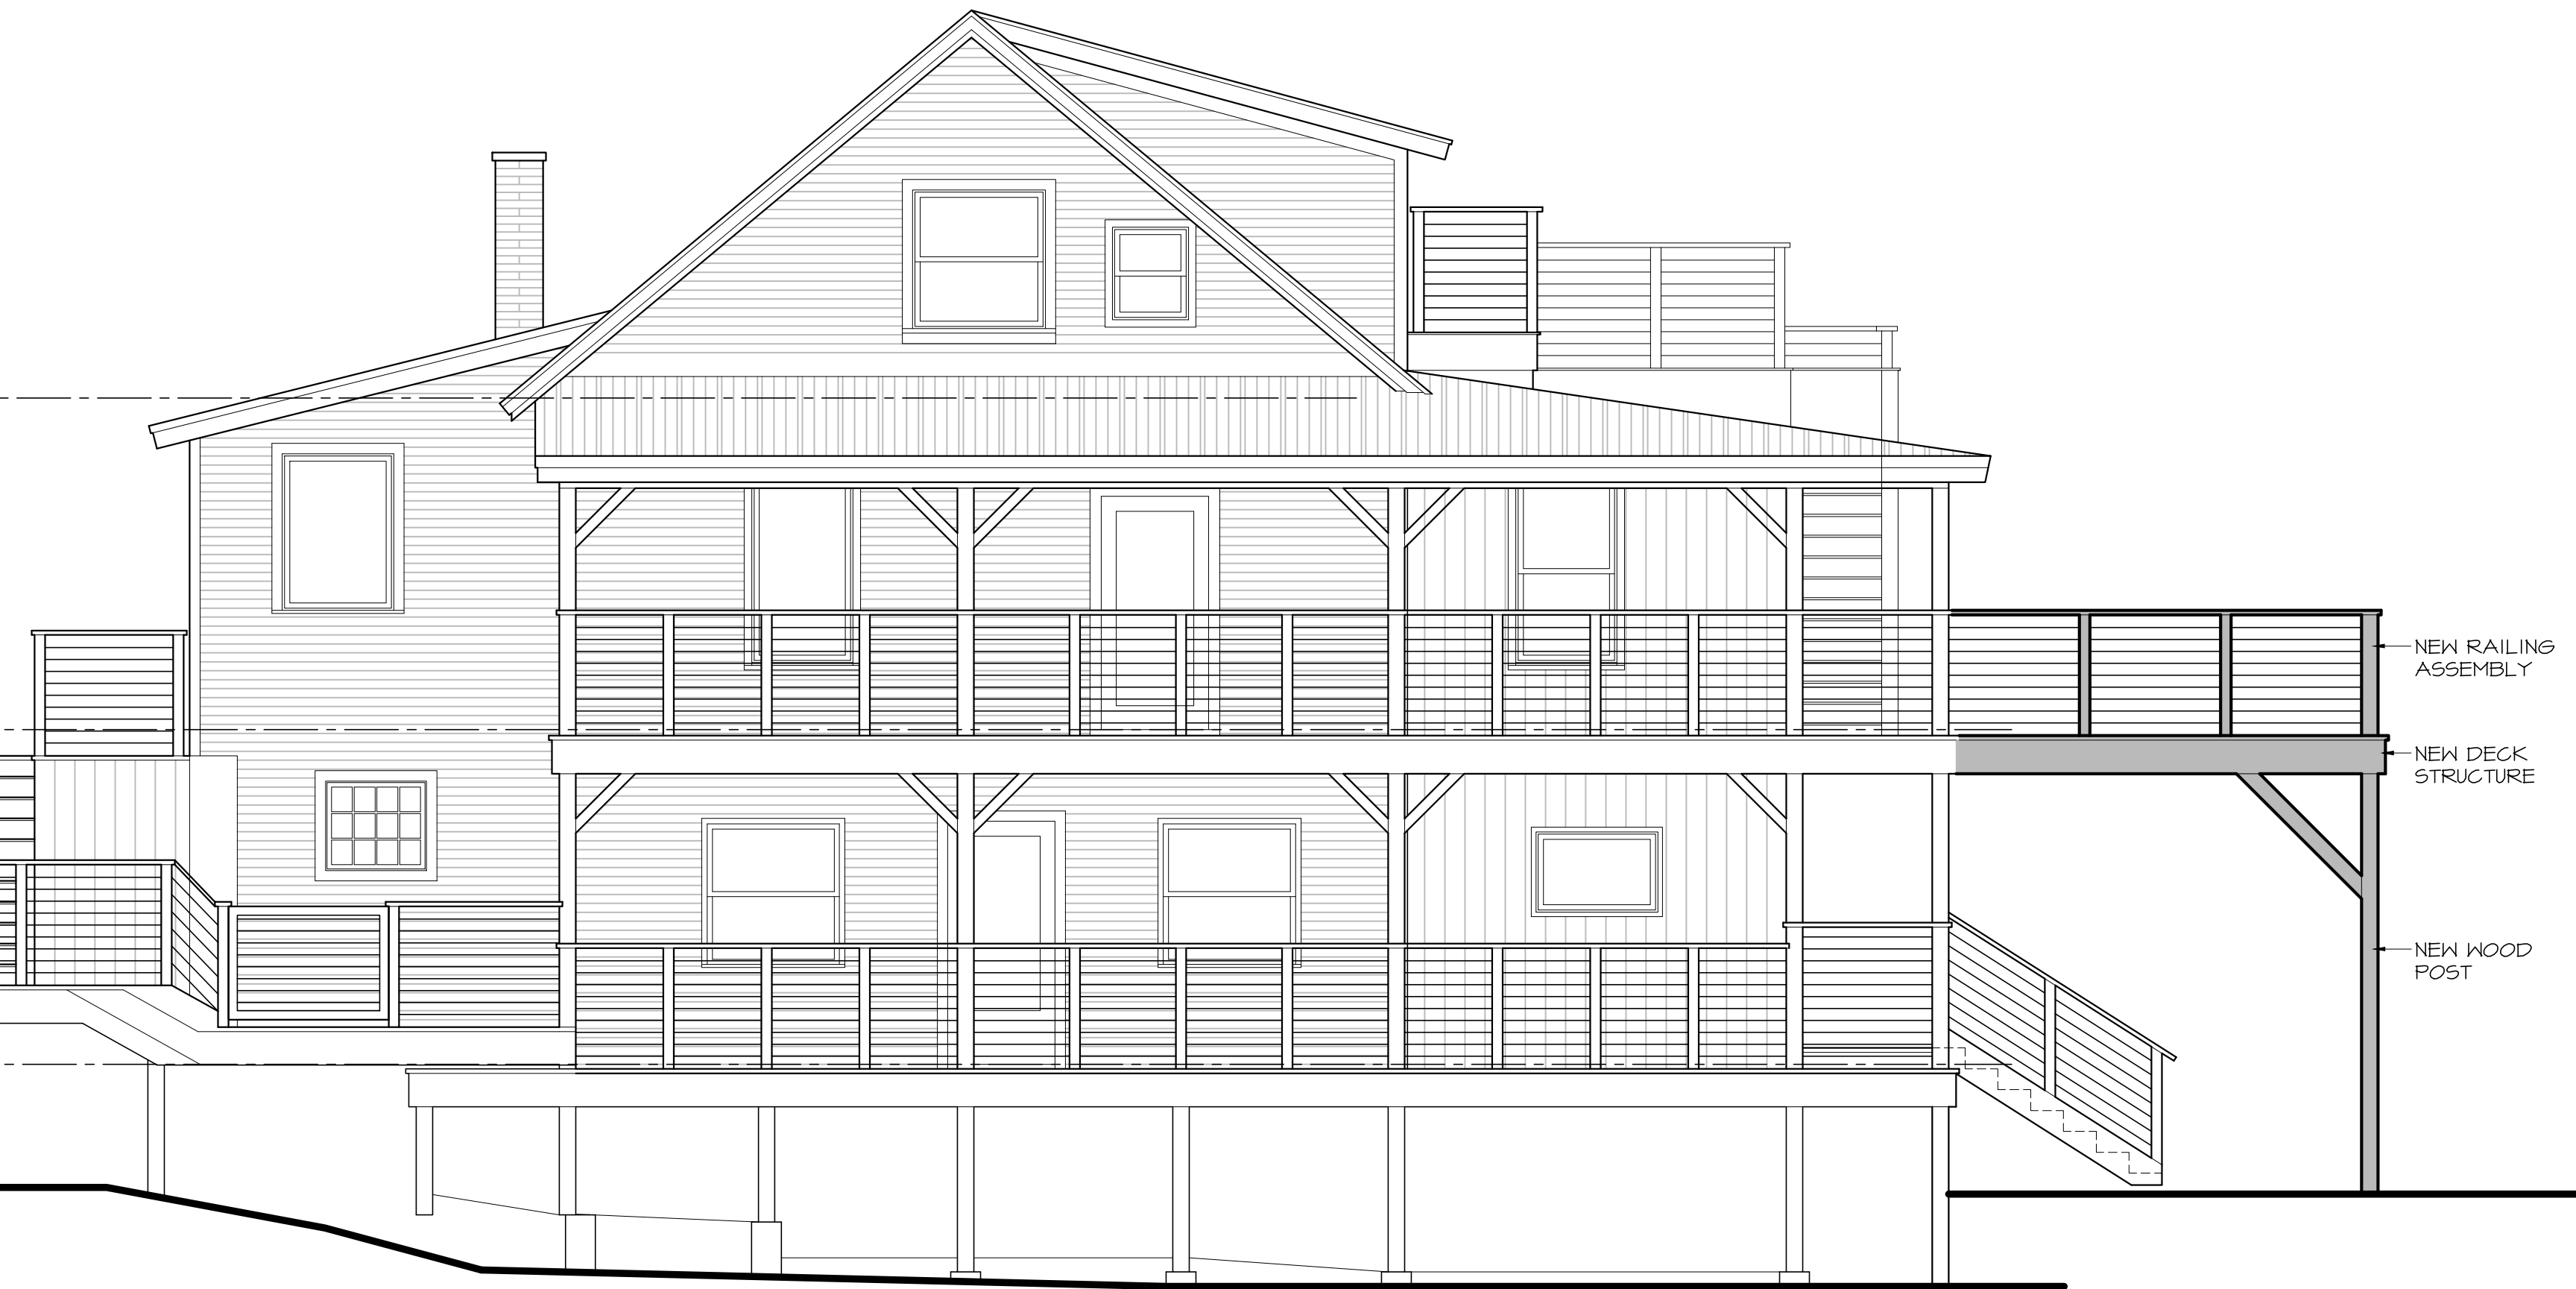 NEW RAILING
ASSEMBLY
NEW DECK
STRUCTURE
NEW WOOD
POST